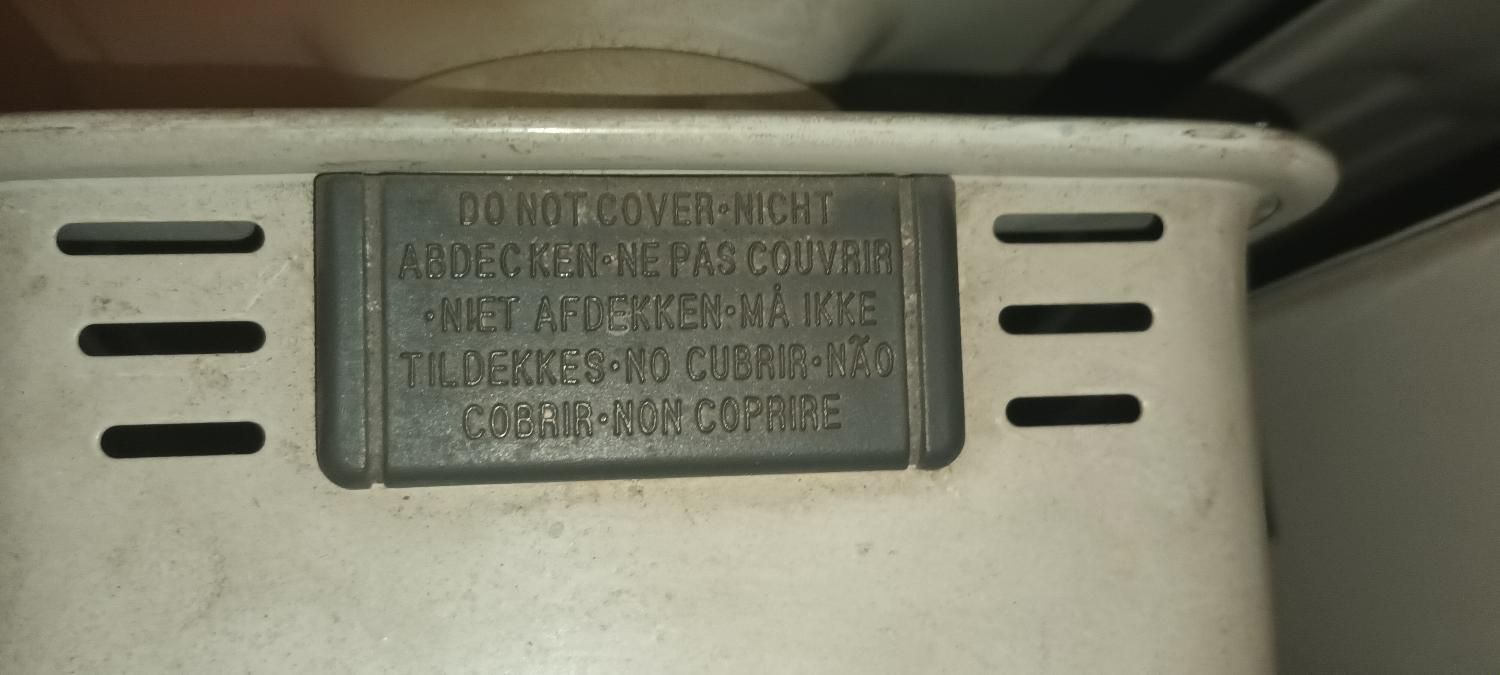 DO NOT COVER•NICHT
ABDECKEN•NE PAS COUVRIR
•NIET AFDEKKEN•MÅ IKKE
TILDEKKES•NO CUBRIR•NÃO
COBRIR•NON COPRIRE